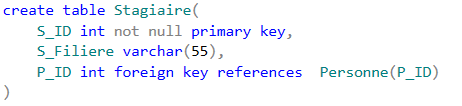 create table Stagiaire(
    S_ID int not null primary key,
    S_Filiere varchar(55),
    P_ID int foreign key references  Personne(P_ID)
)